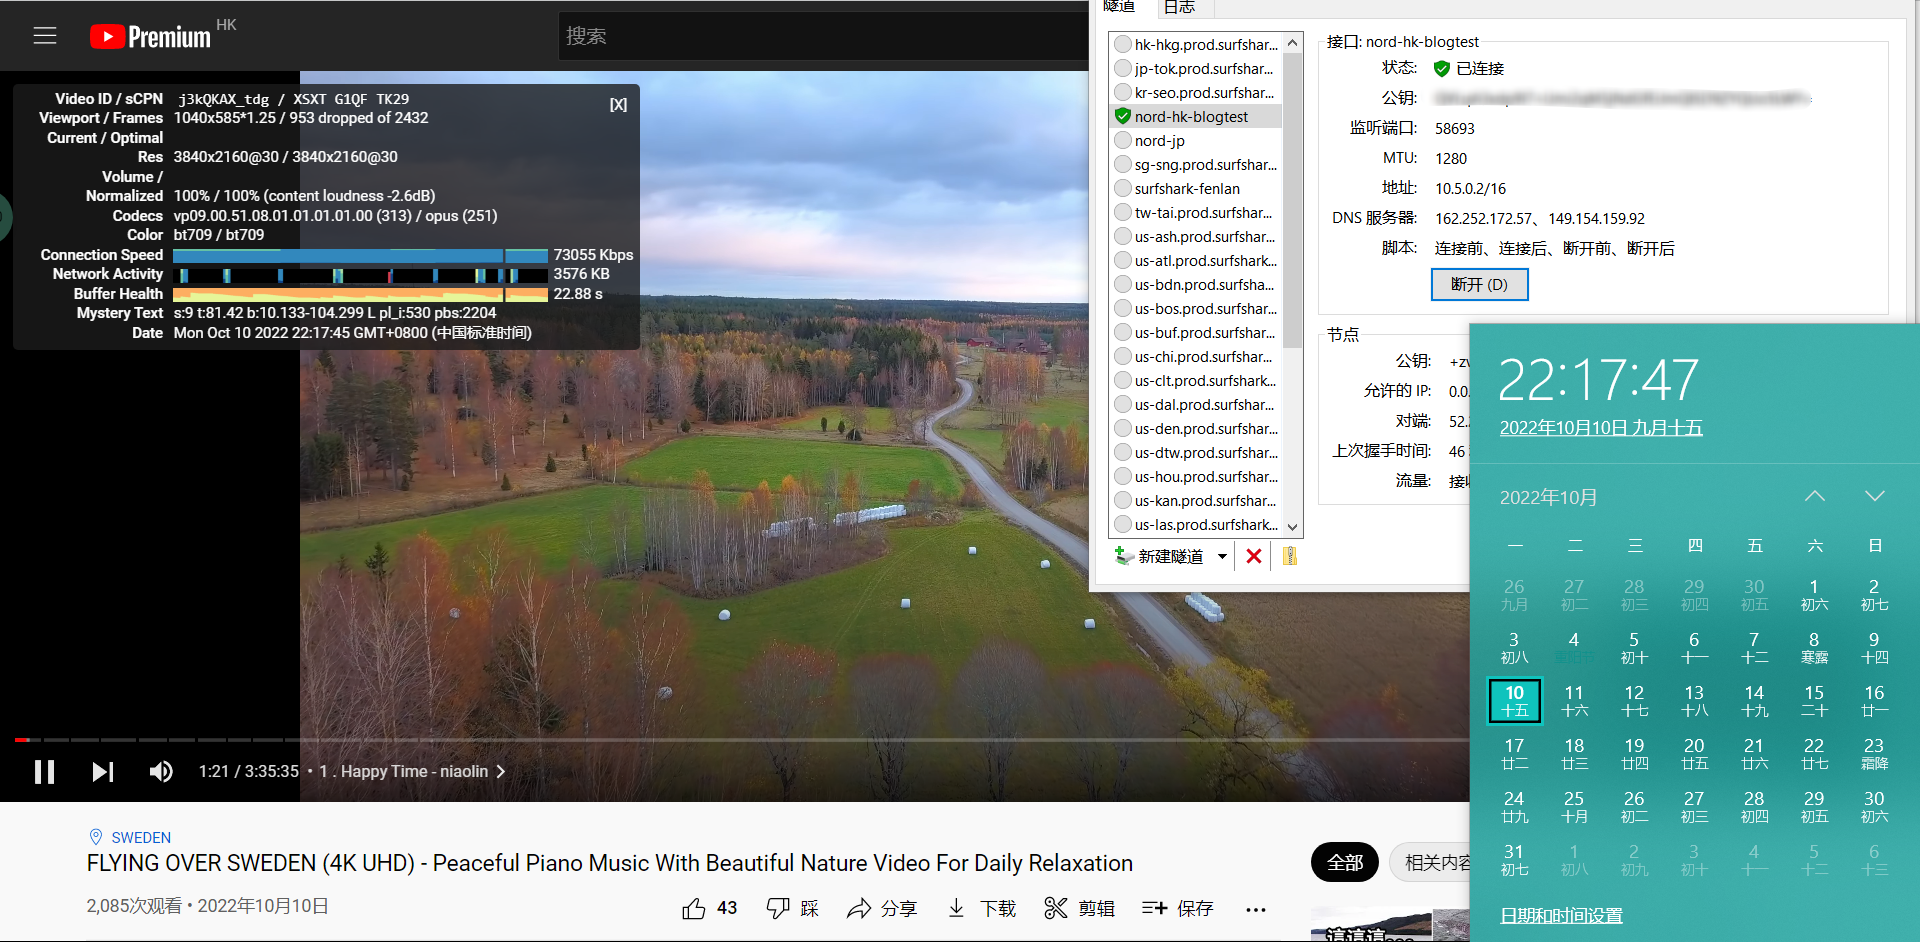 Premium HK
搜索
Video ID / sCPN j3kQKAX_tdg / XSXT G1QF TK29 [X]
Viewport / Frames 1040x585*1.25 / 953 dropped of 2432
Current / Optimal
Res 3840x2160@30 / 3840x2160@30
Volume /
Normalized 100% / 100% (content loudness -2.6dB)
Codecs vp09.00.51.08.01.01.01.01.00 (313) / opus (251)
Color bt709 / bt709
Connection Speed 73055 Kbps
Network Activity 3576 KB
Buffer Health 22.88 s
Mystery Text s:9 t:81.42 b:10.133-104.299 L pl_i:530 pbs:2204
Date Mon Oct 10 2022 22:17:45 GMT+0800 (中国标准时间)
1:21 / 3:35:35 • 1 . Happy Time - niaolin
SWEDEN
FLYING OVER SWEDEN (4K UHD) - Peaceful Piano Music With Beautiful Nature Video For Daily Relaxation
2,085次观看 • 2022年10月10日
43 踩 分享 下载 剪辑 保存
全部 相关内容
隧道 日志
hk-hkg.prod.surfshar...
jp-tok.prod.surfshar...
kr-seo.prod.surfshar...
nord-hk-blogtest
nord-jp
sg-sng.prod.surfshar...
surfshark-fenlan
tw-tai.prod.surfshar...
us-ash.prod.surfshar...
us-atl.prod.surfshark...
us-bdn.prod.surfsha...
us-bos.prod.surfshar...
us-buf.prod.surfshar...
us-chi.prod.surfshar...
us-clt.prod.surfshark...
us-dal.prod.surfshar...
us-den.prod.surfshar...
us-dtw.prod.surfshar...
us-hou.prod.surfshar...
us-kan.prod.surfshar...
us-las.prod.surfshark...
新建隧道
接口: nord-hk-blogtest
状态: 已连接
公钥:
监听端口: 58693
MTU: 1280
地址: 10.5.0.2/16
DNS 服务器: 162.252.172.57、149.154.159.92
脚本: 连接前、连接后、断开前、断开后
断开 (D)
节点
公钥: +zv
允许的 IP: 0.0.
对端: 52.
上次握手时间: 46
流量: 接收
22:17:47
2022年10月10日 九月十五
2022年10月
一 二 三 四 五 六 日
26 27 28 29 30 1 2
九月 初二 初三 初四 初五 初六 初七
3 4 5 6 7 8 9
初八 初十 十一 十二 寒露 十四
10 11 12 13 14 15 16
十五 十六 十七 十八 十九 二十 廿一
17 18 19 20 21 22 23
廿二 廿三 廿四 廿五 廿六 廿七 霜降
24 25 26 27 28 29 30
廿九 十月 初二 初三 初四 初五 初六
31 1 2 3 4 5 6
初七 初八 初九 初十 十一 十二 十三
日期和时间设置